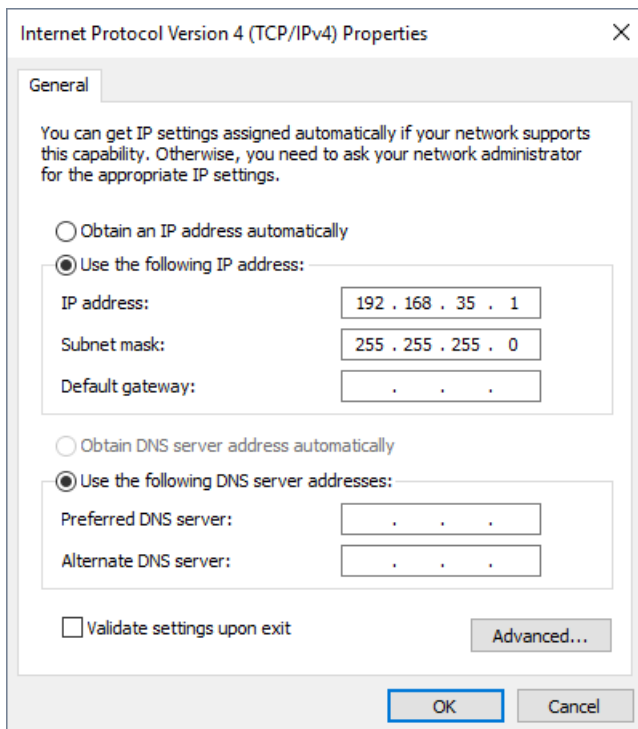 Internet Protocol Version 4 (TCP/IPv4) Properties
General
You can get IP settings assigned automatically if your network supports
this capability. Otherwise, you need to ask your network administrator
for the appropriate IP settings.
Obtain an IP address automatically
Use the following IP address:
IP address: 192 . 168 . 35 . 1
Subnet mask: 255 . 255 . 255 . 0
Default gateway: . . .
Obtain DNS server address automatically
Use the following DNS server addresses:
Preferred DNS server: . . .
Alternate DNS server: . . .
Validate settings upon exit
Advanced...
OK Cancel